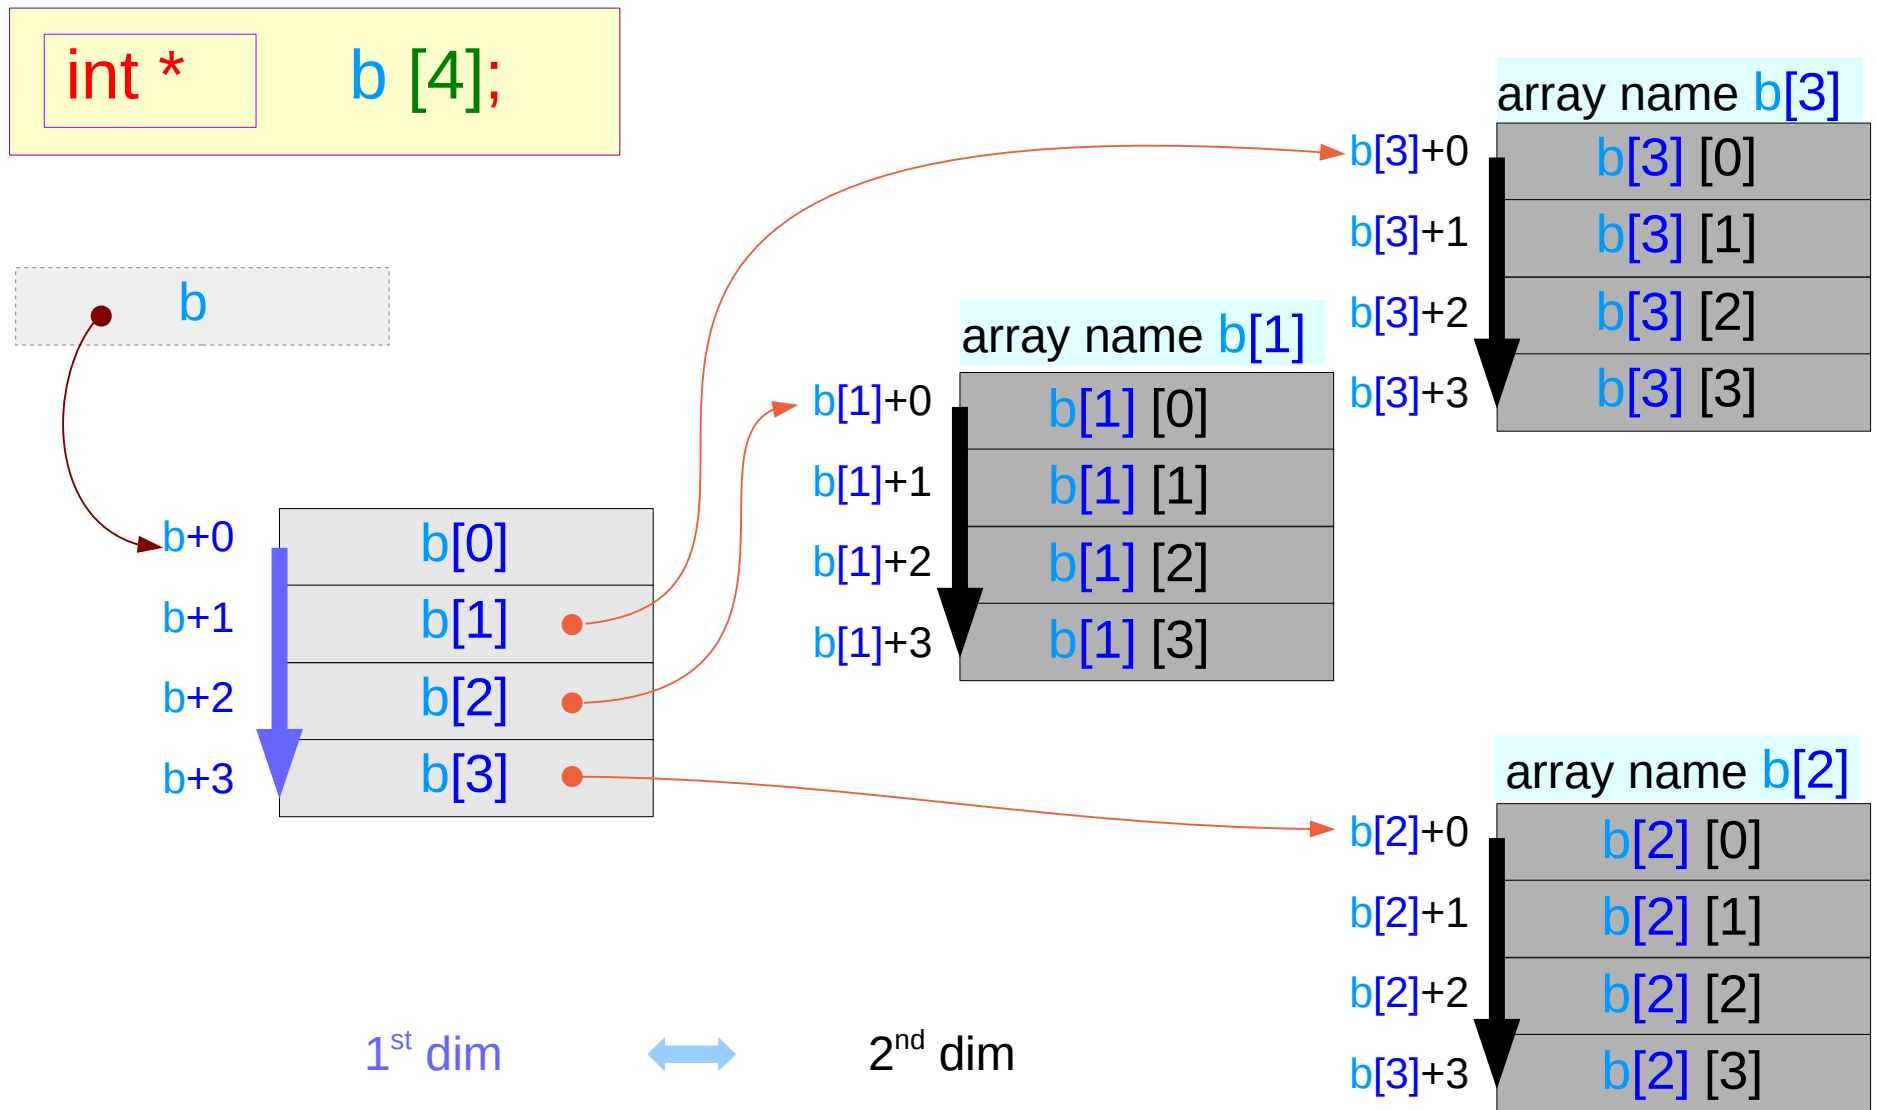 int * b [4];
b
b+0 b[0]
b+1 b[1]
b+2 b[2]
b+3 b[3]
array name b[1]
b[1]+0 b[1] [0]
b[1]+1 b[1] [1]
b[1]+2 b[1] [2]
b[1]+3 b[1] [3]
array name b[3]
b[3]+0 b[3] [0]
b[3]+1 b[3] [1]
b[3]+2 b[3] [2]
b[3]+3 b[3] [3]
array name b[2]
b[2]+0 b[2] [0]
b[2]+1 b[2] [1]
b[2]+2 b[2] [2]
b[3]+3 b[2] [3]
1st dim 2nd dim